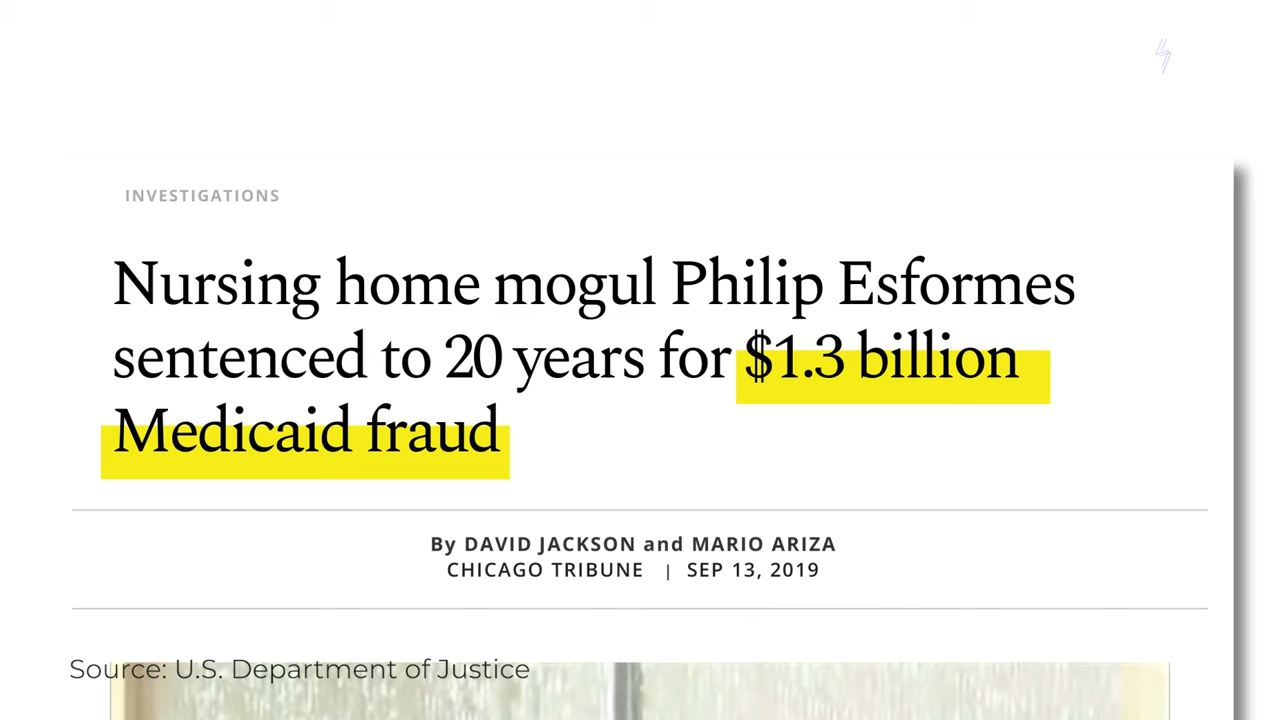 INVESTIGATIONS
Nursing home mogul Philip Esformes
sentenced to 20 years for $1.3 billion
Medicaid fraud
By DAVID JACKSON and MARIO ARIZA
CHICAGO TRIBUNE | SEP 13, 2019
Source: U.S. Department of Justice